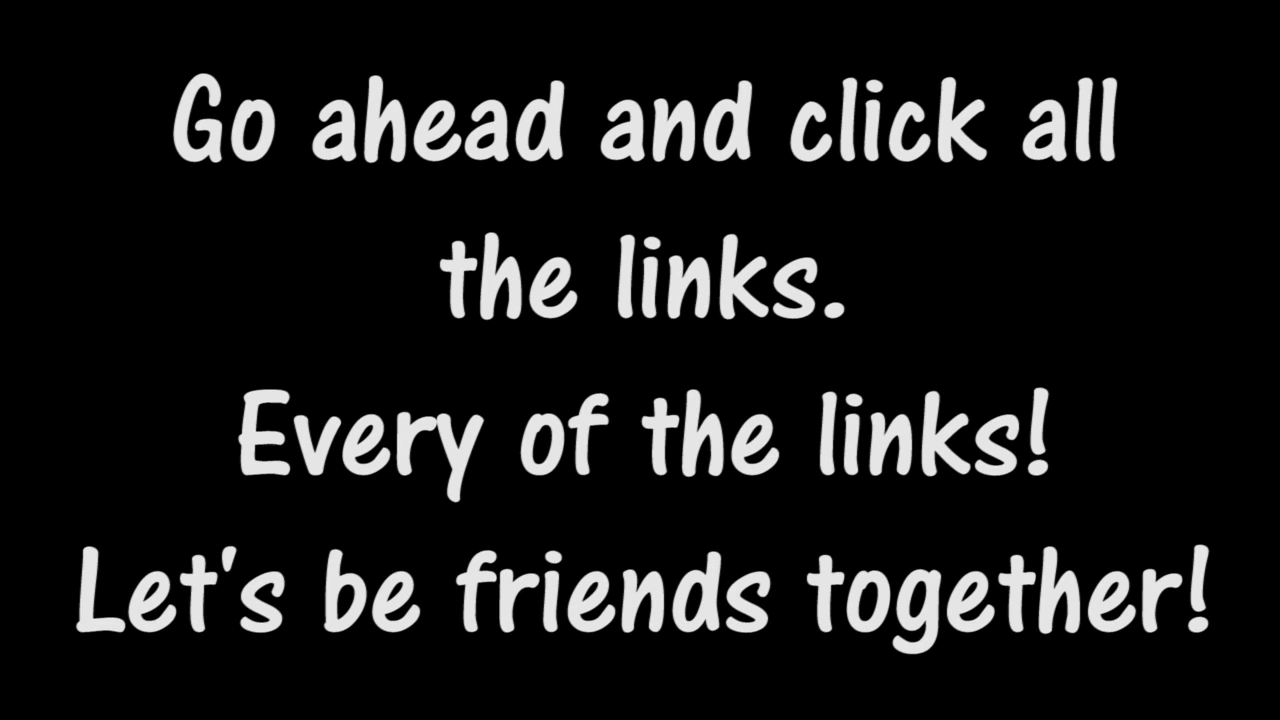 Go ahead and click all
the links.
Every of the links!
Let's be friends together!